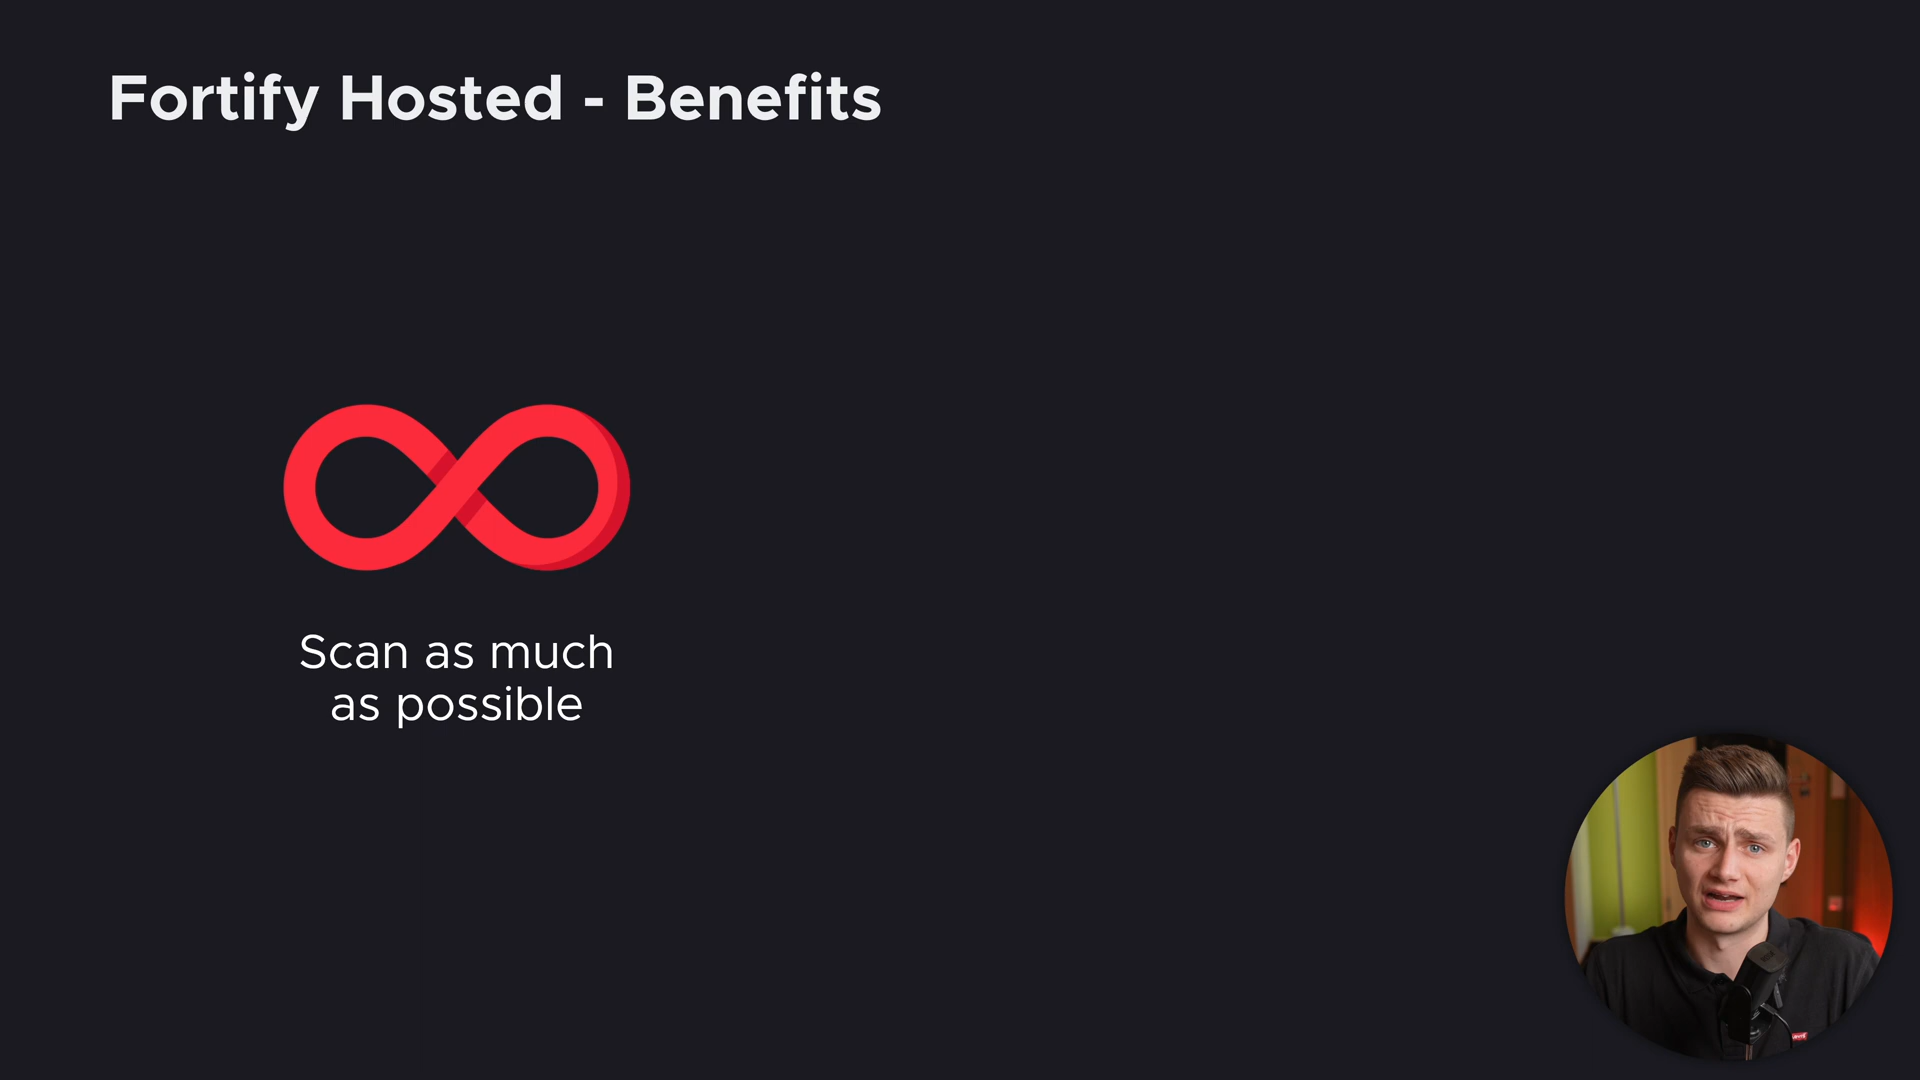 Fortify Hosted - Benefits
Scan as much
as possible